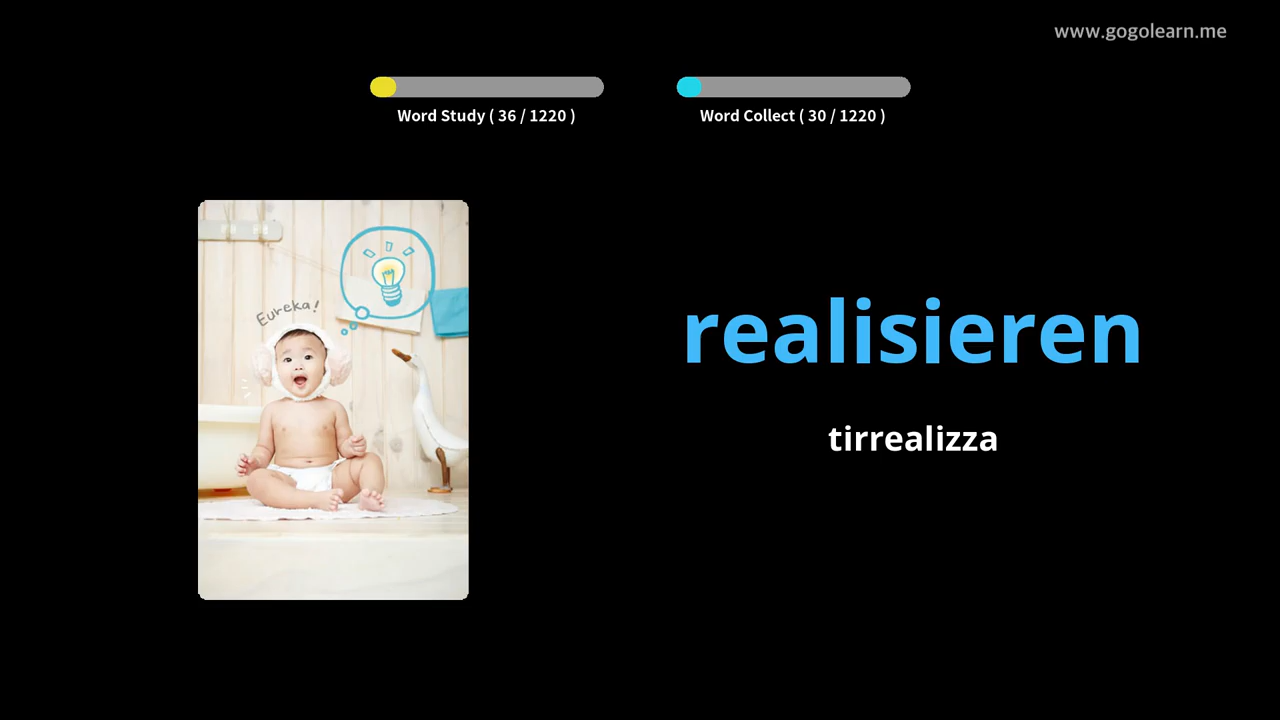 www.gogolearn.me
Word Study ( 36 / 1220 )
Word Collect ( 30 / 1220 )
Eureka!
realisieren
tirrealizza